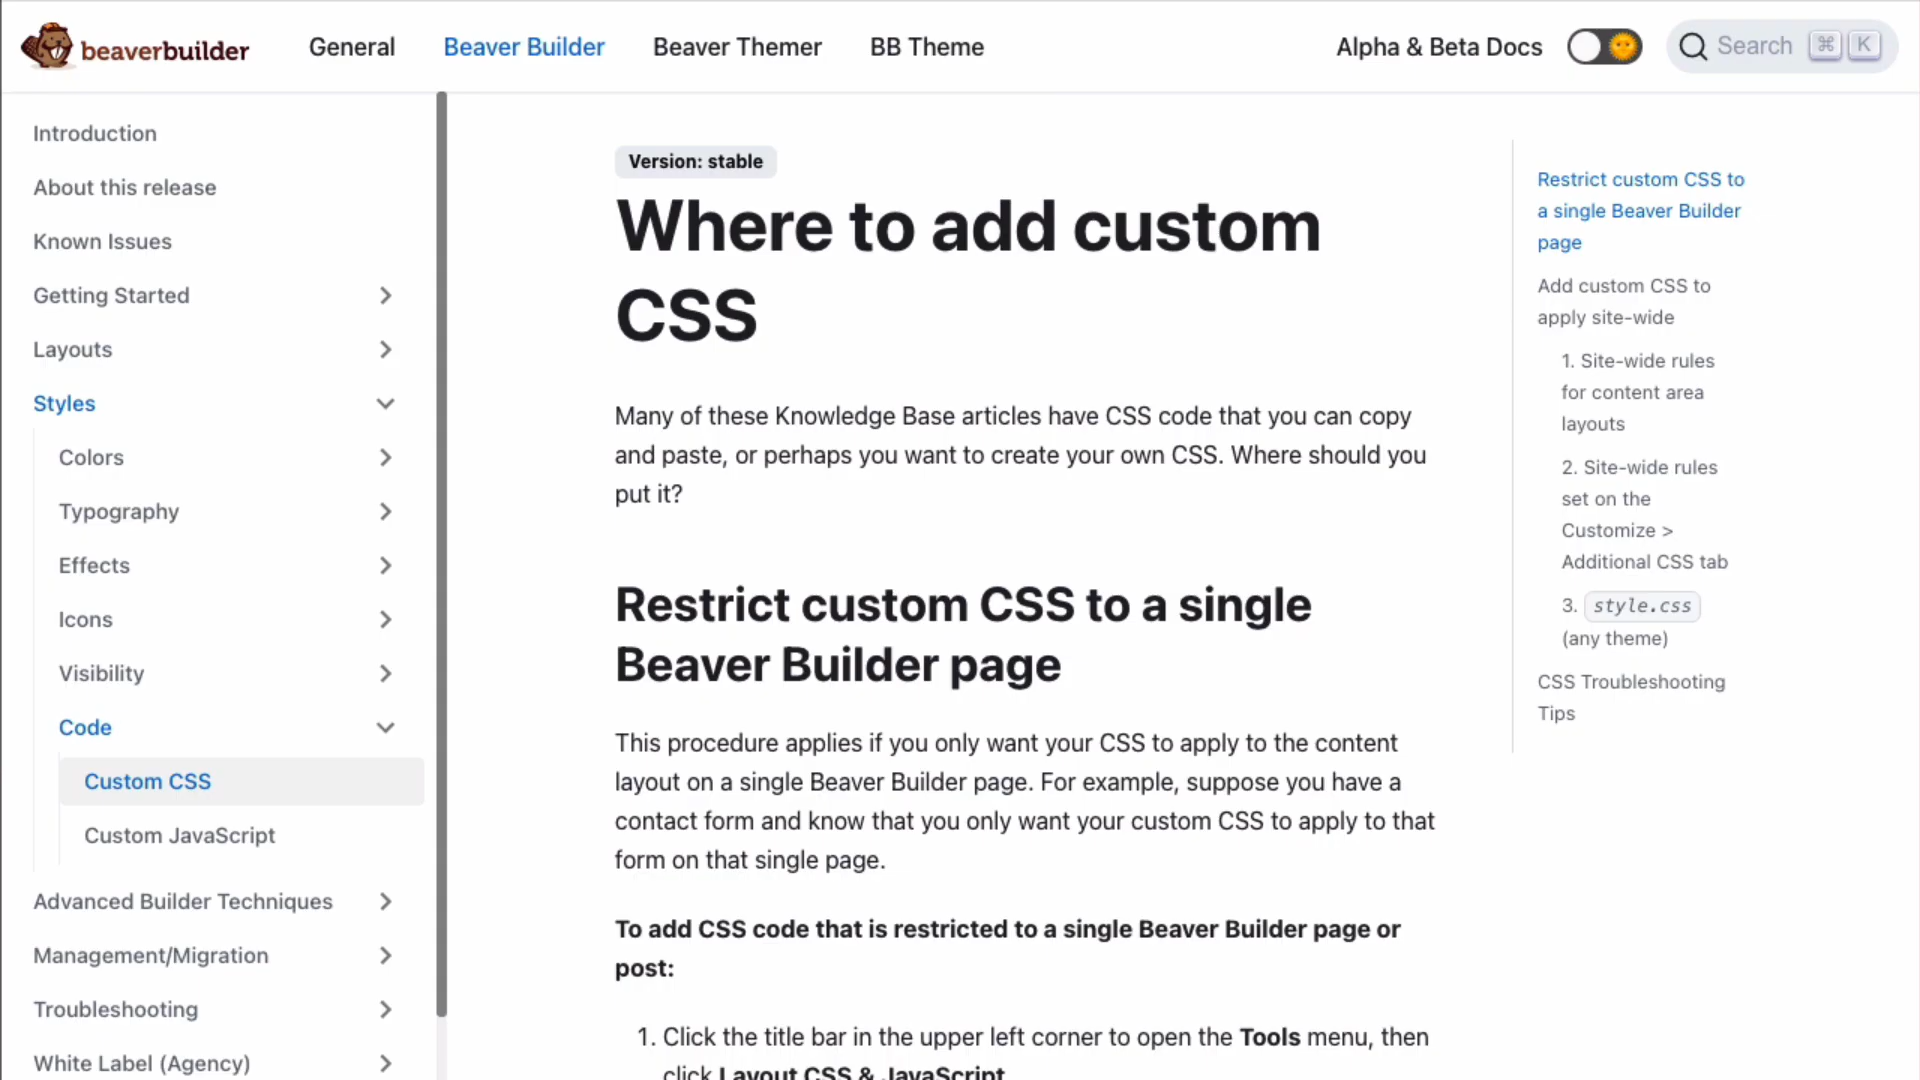 beaverbuilder
General
Beaver Builder
Beaver Themer
BB Theme
Alpha & Beta Docs
Search
⌘
K
Introduction
About this release
Known Issues
Getting Started
Layouts
Styles
Colors
Typography
Effects
Icons
Visibility
Code
Custom CSS
Custom JavaScript
Advanced Builder Techniques
Management/Migration
Troubleshooting
White Label (Agency)
Version: stable
Where to add custom
CSS
Many of these Knowledge Base articles have CSS code that you can copy
and paste, or perhaps you want to create your own CSS. Where should you
put it?
Restrict custom CSS to a single
Beaver Builder page
This procedure applies if you only want your CSS to apply to the content
layout on a single Beaver Builder page. For example, suppose you have a
contact form and know that you only want your custom CSS to apply to that
form on that single page.
To add CSS code that is restricted to a single Beaver Builder page or
post:
1. Click the title bar in the upper left corner to open the Tools menu, then
click Layout CSS & JavaScript
Restrict custom CSS to
a single Beaver Builder
page
Add custom CSS to
apply site-wide
1. Site-wide rules
for content area
layouts
2. Site-wide rules
set on the
Customize >
Additional CSS tab
3. style.css
(any theme)
CSS Troubleshooting
Tips